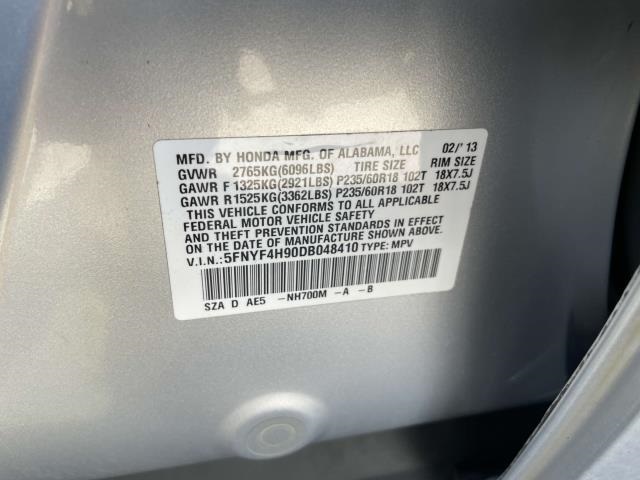 MFD. BY HONDA MFG. OF ALABAMA, LLC 02/'13
GVWR 2765KG(6096LBS) TIRE SIZE RIM SIZE
GAWR F 1325KG(2921LBS) P235/60R18 102T 18X7.5J
GAWR R1525KG(3362LBS) P235/60R18 102T 18X7.5J
THIS VEHICLE CONFORMS TO ALL APPLICABLE
FEDERAL MOTOR VEHICLE SAFETY
AND THEFT PREVENTION STANDARDS IN EFFECT
ON THE DATE OF MANUFACTURE SHOWN ABOVE.
V.I.N.: 5FNYF4H90DB048410 TYPE: MPV
SZA D AE5 -NH700M -A -B